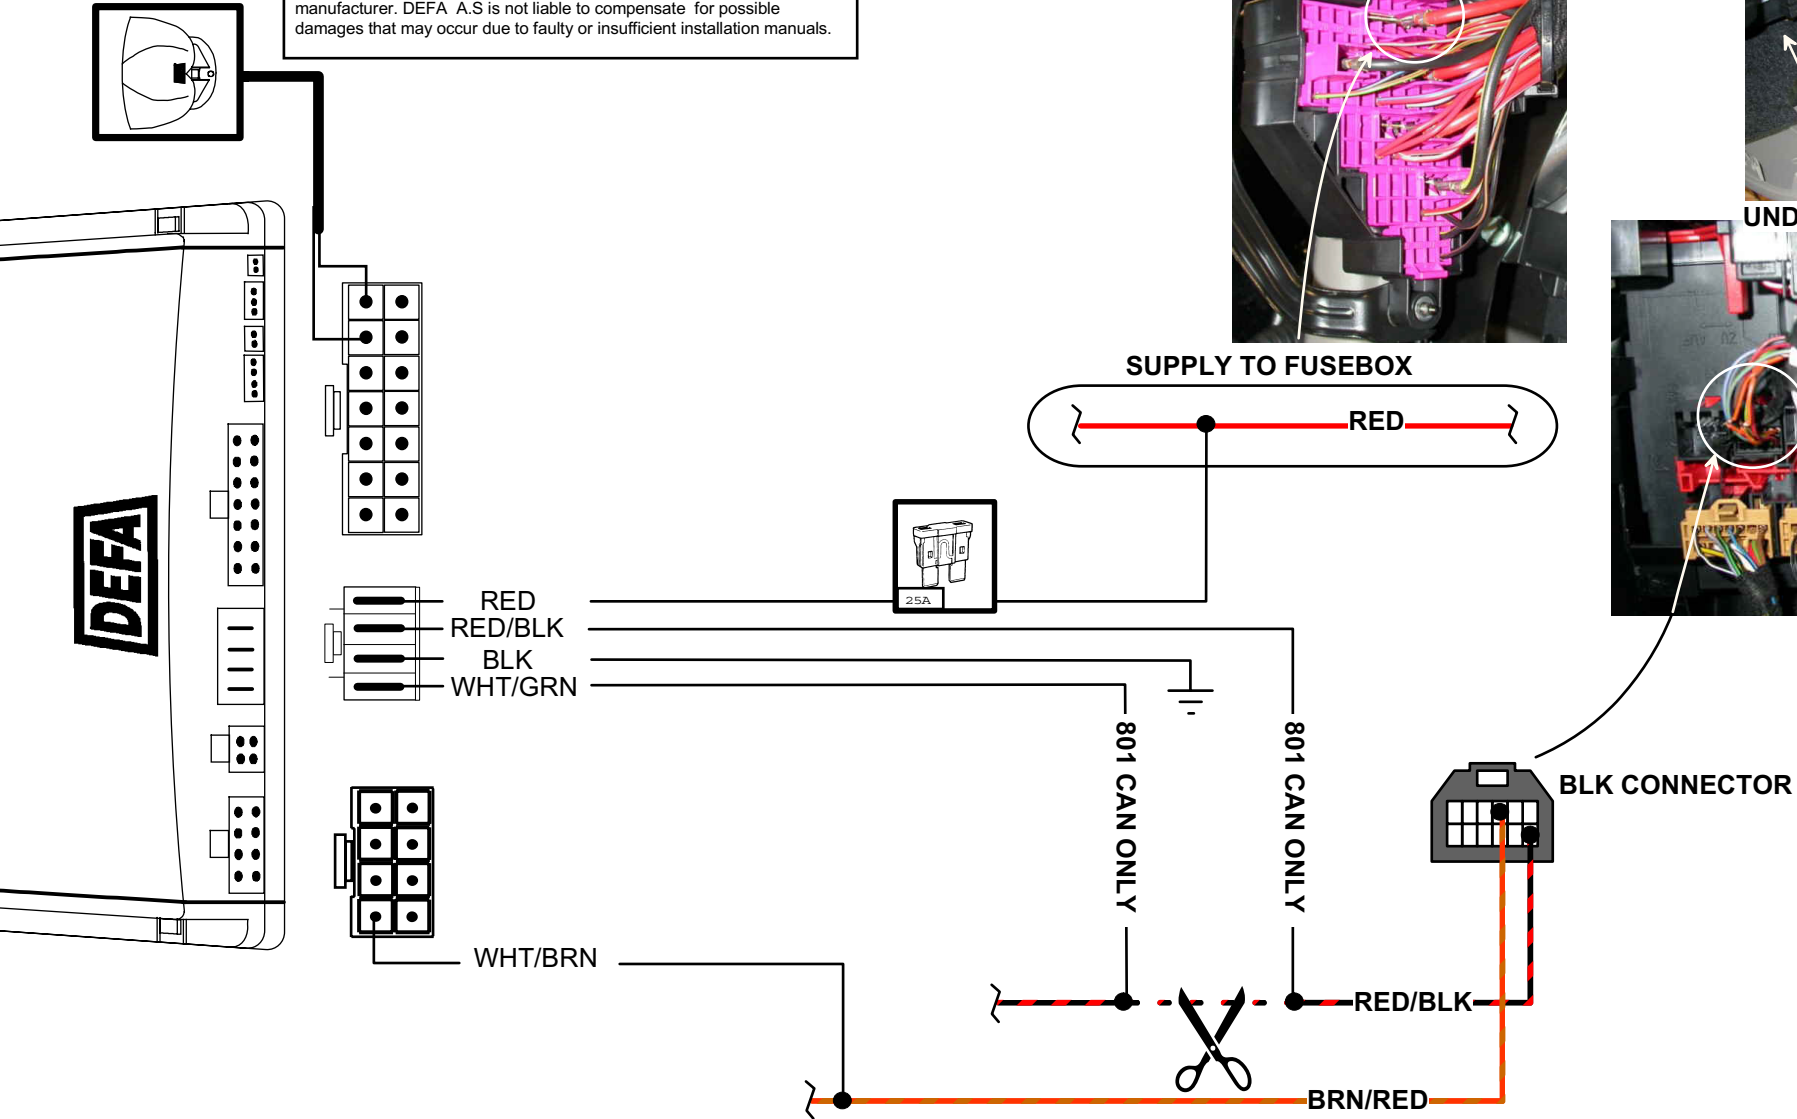 manufacturer. DEFA A.S is not liable to compensate for possible
damages that may occur due to faulty or insufficient installation manuals.
UND
SUPPLY TO FUSEBOX
RED
DEFA
25A
RED
RED/BLK
BLK
WHT/GRN
801 CAN ONLY
801 CAN ONLY
BLK CONNECTOR
WHT/BRN
RED/BLK
BRN/RED